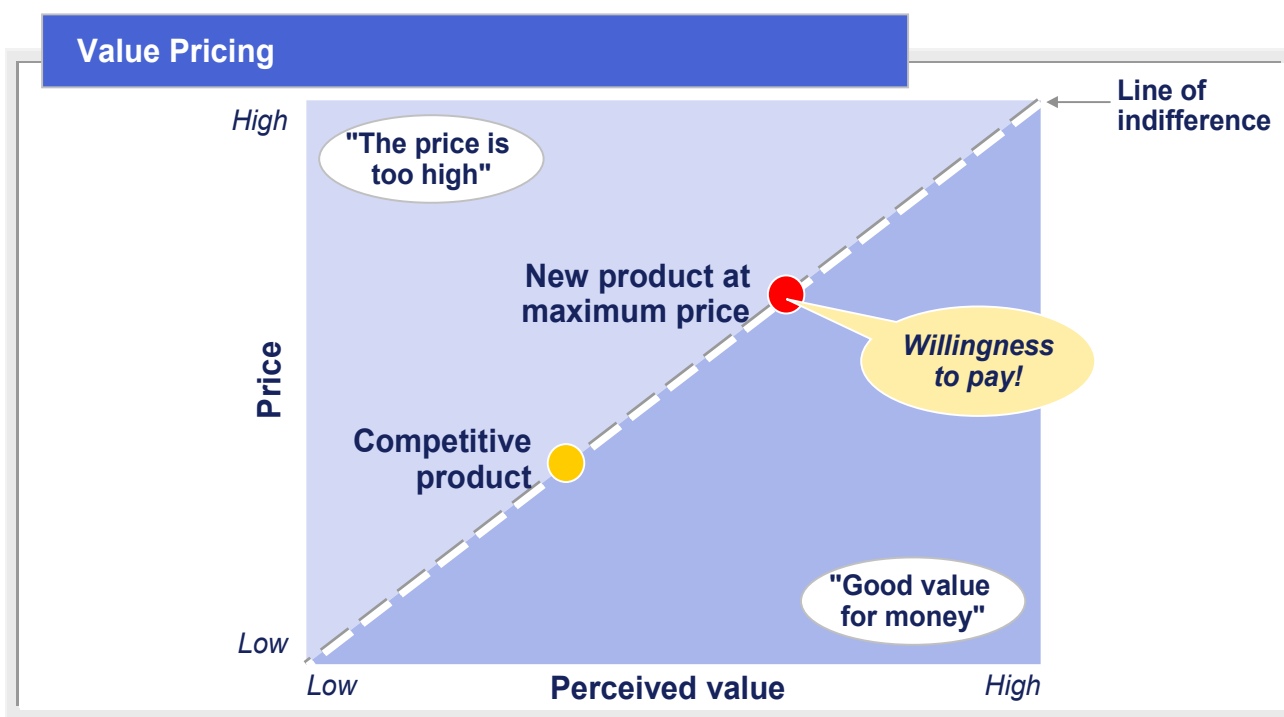 Value Pricing
Line of
indifference
High
"The price is
too high"
New product at
maximum price
Willingness
to pay!
Price
Competitive
product
"Good value
for money"
Low
Low
Perceived value
High